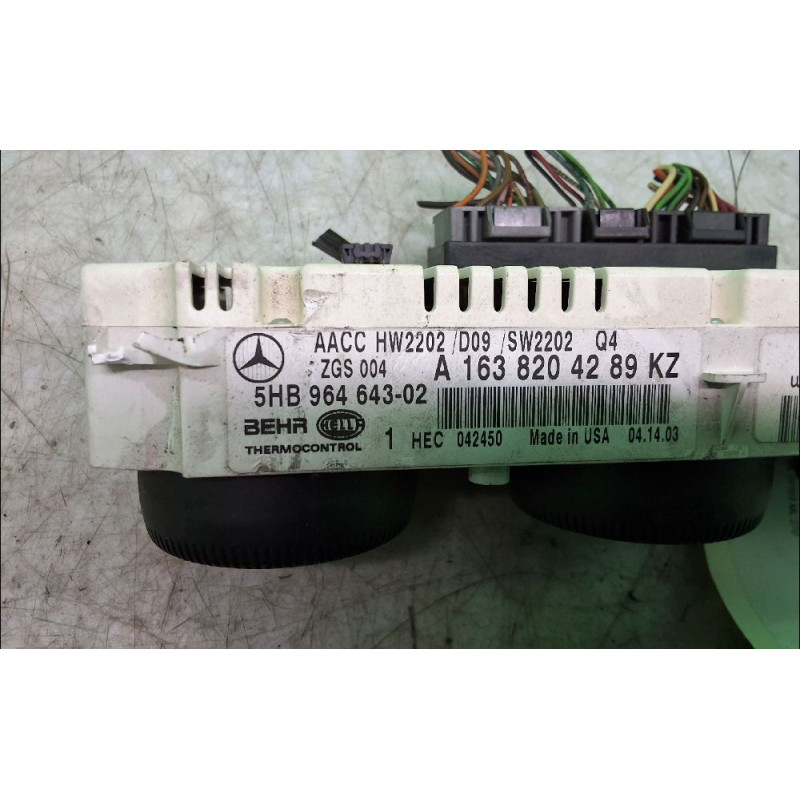 AACC HW2202 /D09 /SW2202 Q4
ZGS 004 A 163 820 42 89 KZ
5HB 964 643-02
BEHR HELLA
THERMOCONTROL
1 HEC 042450 Made in USA 04.14.03